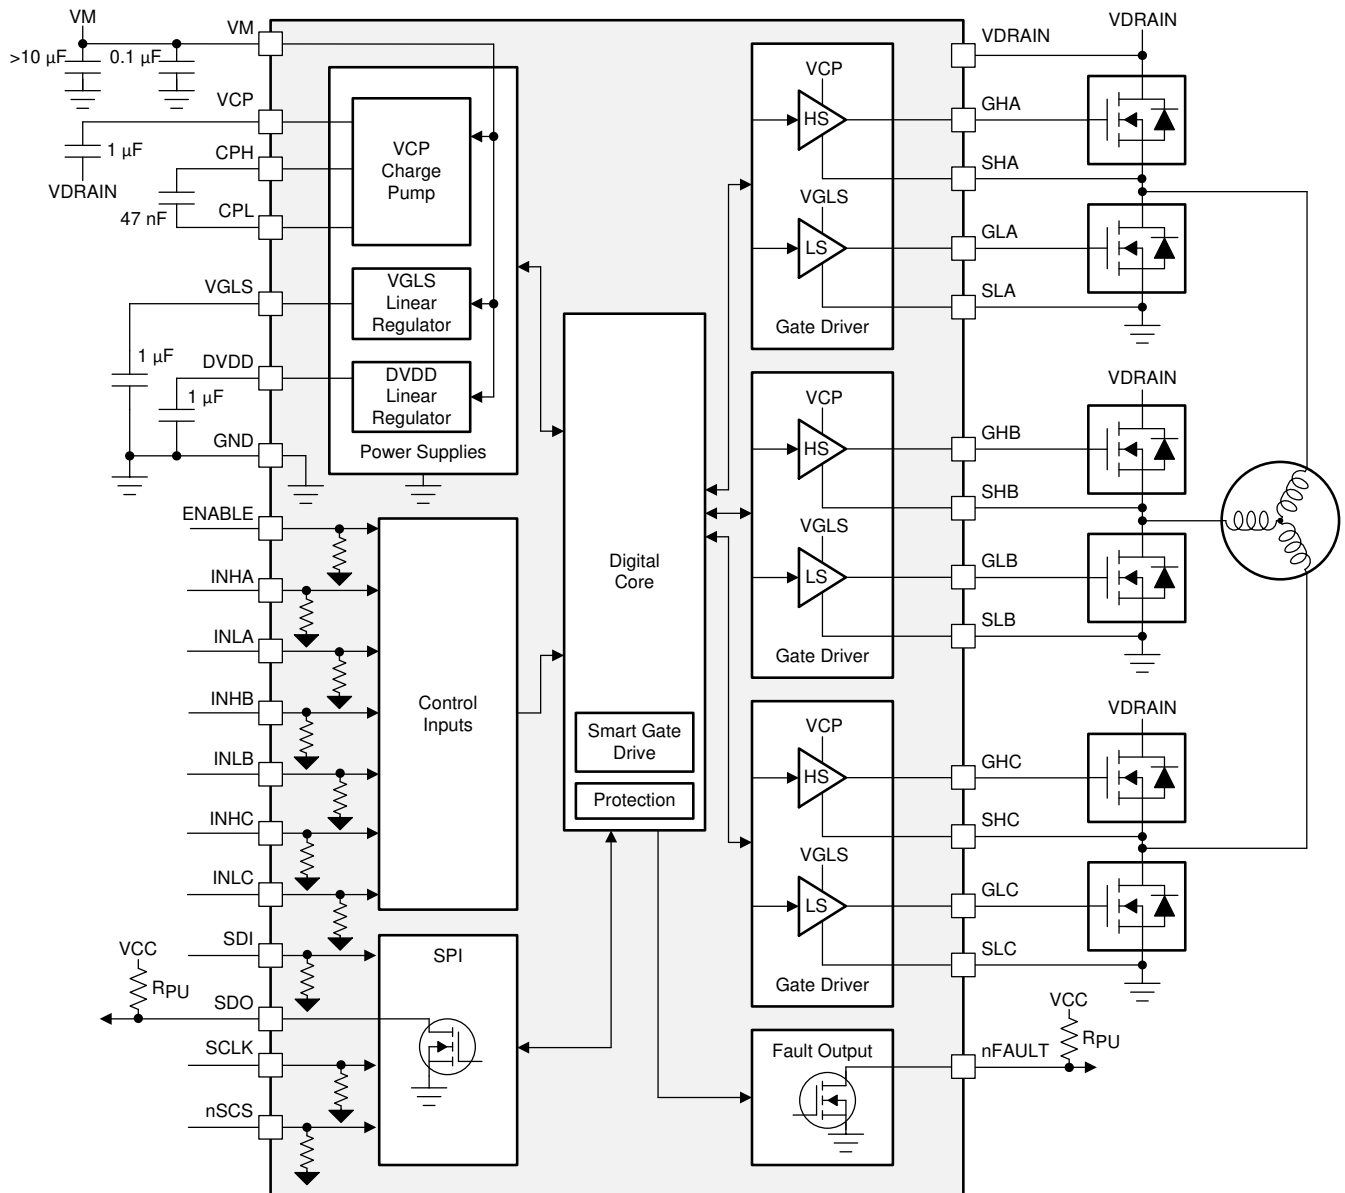 VM
>10 µF
0.1 µF
VCP
1 µF
VDRAIN
CPH
47 nF
CPL
VGLS
1 µF
DVDD
1 µF
GND
ENABLE
INHA
INLA
INHB
INLB
INHC
INLC
SDI
VCC
RPU
SDO
SCLK
nSCS
VM
VCP
Charge
Pump
VGLS
Linear
Regulator
DVDD
Linear
Regulator
Power Supplies
Control
Inputs
SPI
Digital
Core
Smart Gate
Drive
Protection
VCP
HS
VGLS
LS
Gate Driver
VCP
HS
VGLS
LS
Gate Driver
VCP
HS
VGLS
LS
Gate Driver
Fault Output
VDRAIN
VDRAIN
GHA
SHA
GLA
SLA
VDRAIN
GHB
SHB
GLB
SLB
VDRAIN
GHC
SHC
GLC
SLC
VCC
RPU
nFAULT